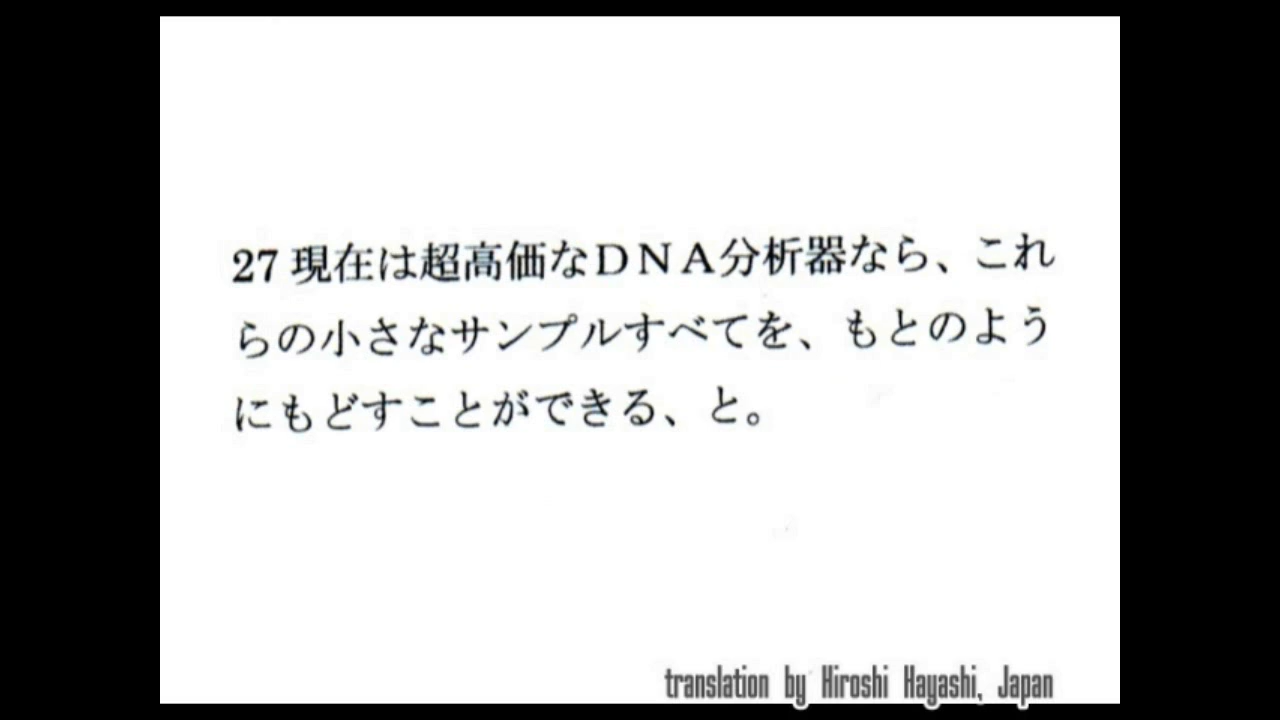 27 現在は超高価なＤＮＡ分析器なら、これ
らの小さなサンプルすべてを、もとのよう
にもどすことができる、と。
translation by Hiroshi Hayashi, Japan